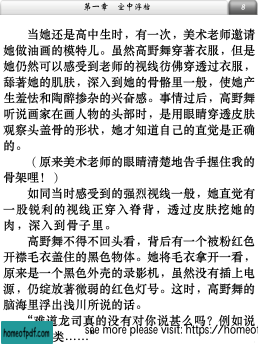 第一章 空中浮枱
8
当她还是高中生时，有一次，美术老师邀请
她做油画的模特儿。虽然高野舞穿著衣服，但是
她仍然可以感受到老师的视线彷佛穿透衣服，
舔著她的肌肤，深入到她的骨骼里一般，使她产
生羞怯和陶醉掺杂的兴奋感。事情过后，高野舞
听说画家在画人物的头部时，是用眼睛穿透皮肤
观察头盖骨的形状，她才知道自己的直觉是正确
的。
（原来美术老师的眼睛清楚地告手握住我的
骨架哩！）
如同当时感受到的强烈视线一般，她直觉有
一股锐利的视线正穿入脊背，透过皮肤挖她的
肉，深入到骨子里。
高野舞不得不回头看，背后有一个被粉红色
开襟毛衣盖住的黑色物体。她将毛衣拿开一看，
原来是一个黑色外壳的录影机，虽然没有插上电
源，仍绽放著微弱的红色灯号。这时，高野舞的
脑海里浮出浅川所说的话。
“难道龙司真的没有对你说甚么吗？例如说
类……
homeofpdf.com
see more please visit: https://homeof